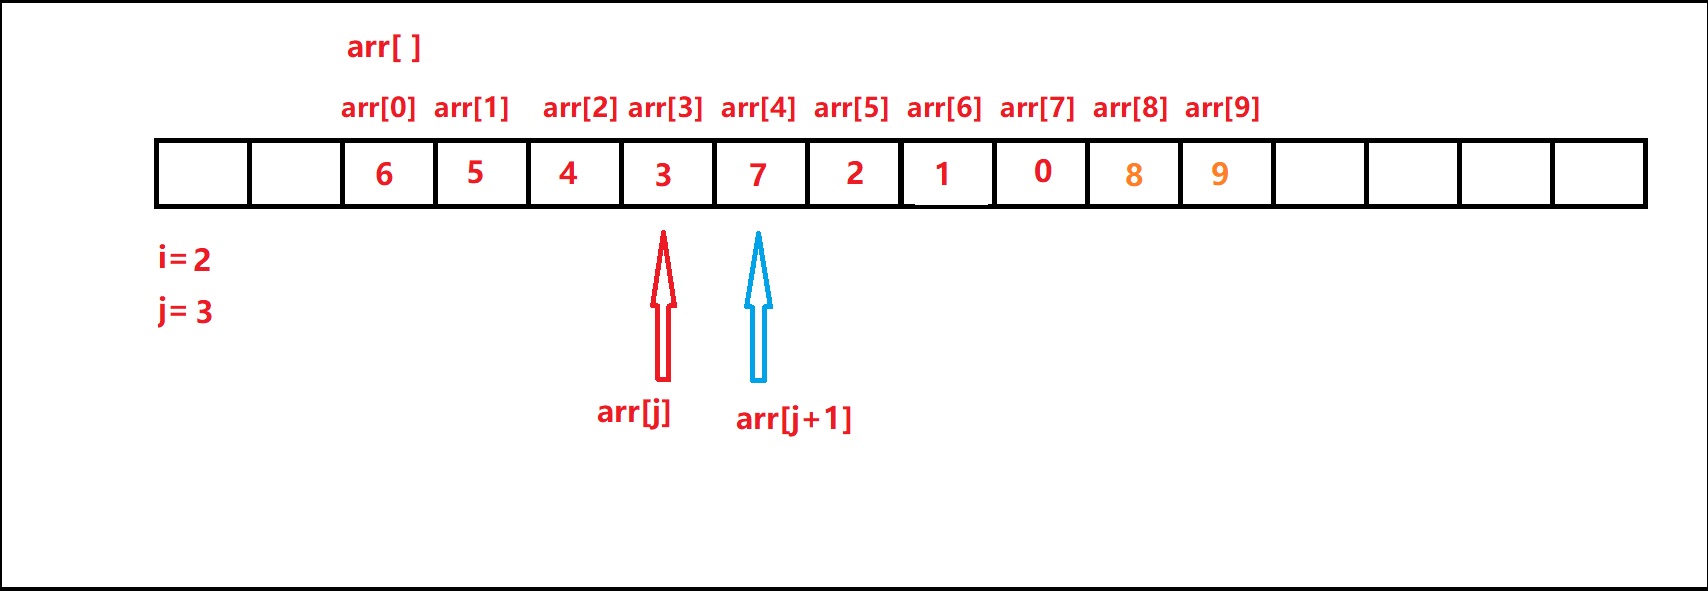 arr[ ]
arr[0] arr[1] arr[2] arr[3] arr[4] arr[5] arr[6] arr[7] arr[8] arr[9]
6 5 4 3 7 2 1 0 8 9
i= 2
j= 3
arr[j] arr[j+1]